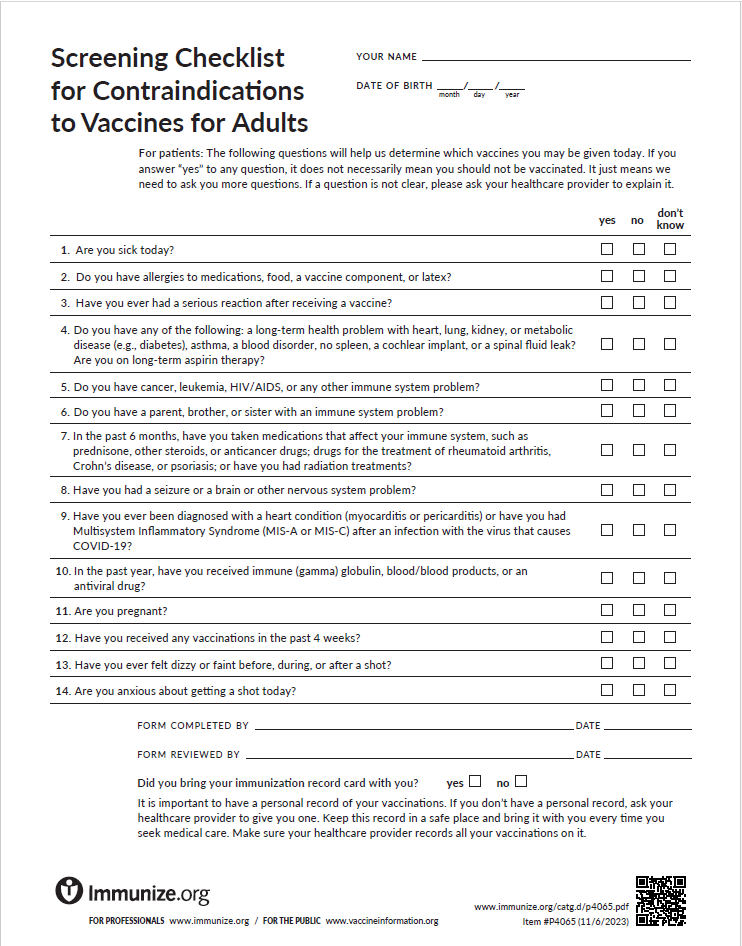 Screening Checklist
for Contraindications
to Vaccines for Adults
YOUR NAME
DATE OF BIRTH / /
month day year
For patients: The following questions will help us determine which vaccines you may be given today. If you
answer “yes” to any question, it does not necessarily mean you should not be vaccinated. It just means we
need to ask you more questions. If a question is not clear, please ask your healthcare provider to explain it.
yes no don’t know
1. Are you sick today?
2. Do you have allergies to medications, food, a vaccine component, or latex?
3. Have you ever had a serious reaction after receiving a vaccine?
4. Do you have any of the following: a long-term health problem with heart, lung, kidney, or metabolic
disease (e.g., diabetes), asthma, a blood disorder, no spleen, a cochlear implant, or a spinal fluid leak?
Are you on long-term aspirin therapy?
5. Do you have cancer, leukemia, HIV/AIDS, or any other immune system problem?
6. Do you have a parent, brother, or sister with an immune system problem?
7. In the past 6 months, have you taken medications that affect your immune system, such as
prednisone, other steroids, or anticancer drugs; drugs for the treatment of rheumatoid arthritis,
Crohn’s disease, or psoriasis; or have you had radiation treatments?
8. Have you had a seizure or a brain or other nervous system problem?
9. Have you ever been diagnosed with a heart condition (myocarditis or pericarditis) or have you had
Multisystem Inflammatory Syndrome (MIS-A or MIS-C) after an infection with the virus that causes
COVID-19?
10. In the past year, have you received immune (gamma) globulin, blood/blood products, or an
antiviral drug?
11. Are you pregnant?
12. Have you received any vaccinations in the past 4 weeks?
13. Have you ever felt dizzy or faint before, during, or after a shot?
14. Are you anxious about getting a shot today?
FORM COMPLETED BY DATE
FORM REVIEWED BY DATE
Did you bring your immunization record card with you? yes no
It is important to have a personal record of your vaccinations. If you don’t have a personal record, ask your
healthcare provider to give you one. Keep this record in a safe place and bring it with you every time you
seek medical care. Make sure your healthcare provider records all your vaccinations on it.
Immunize.org
FOR PROFESSIONALS www.immunize.org / FOR THE PUBLIC www.vaccineinformation.org
www.immunize.org/catg.d/p4065.pdf
Item #P4065 (11/6/2023)